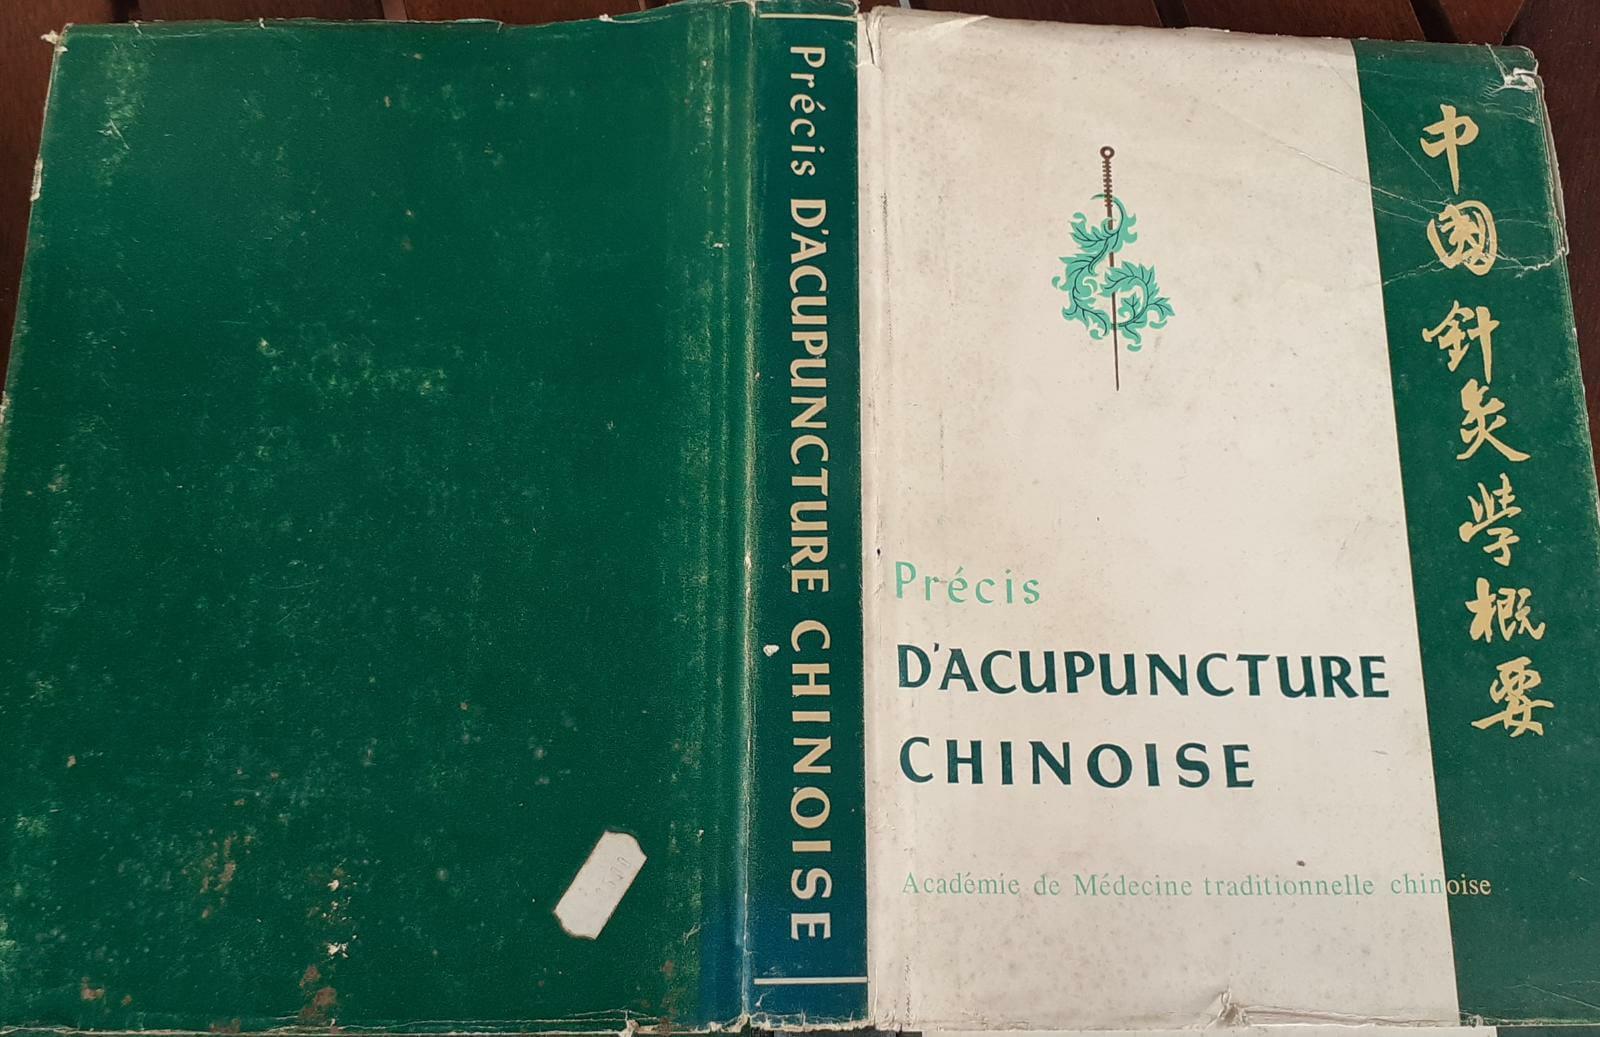 Précis D'ACUPUNCTURE CHINOISE
Précis
D'ACUPUNCTURE
CHINOISE
Académie de Médecine traditionnelle chinoise
中國針灸學概要